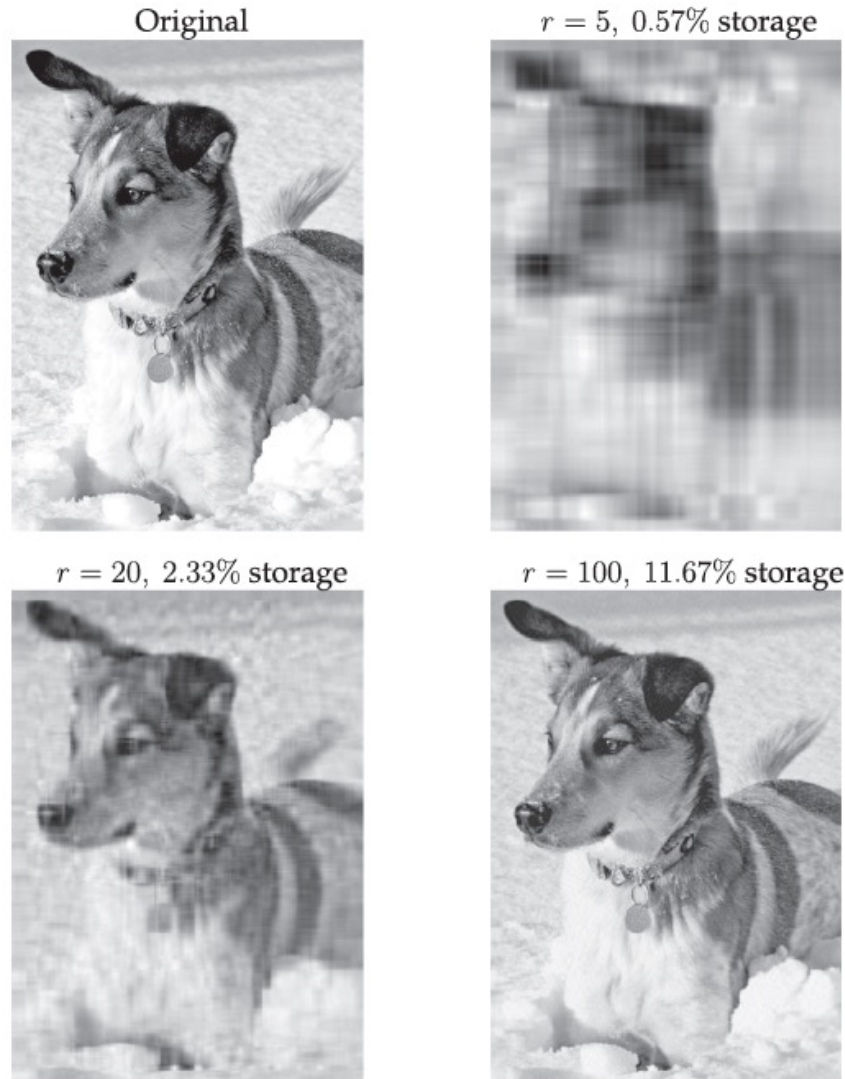 Original
r = 5, 0.57% storage
r = 20, 2.33% storage
r = 100, 11.67% storage